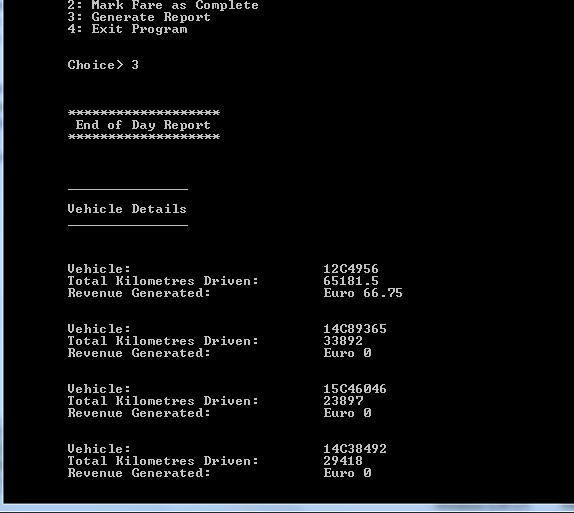 2: Mark Fare as Complete
3: Generate Report
4: Exit Program
Choice> 3
*******************
End of Day Report
*******************
Vehicle Details
Vehicle: 12C4956
Total Kilometres Driven: 65181.5
Revenue Generated: Euro 66.75
Vehicle: 14C89365
Total Kilometres Driven: 33892
Revenue Generated: Euro 0
Vehicle: 15C46046
Total Kilometres Driven: 23897
Revenue Generated: Euro 0
Vehicle: 14C38492
Total Kilometres Driven: 29418
Revenue Generated: Euro 0